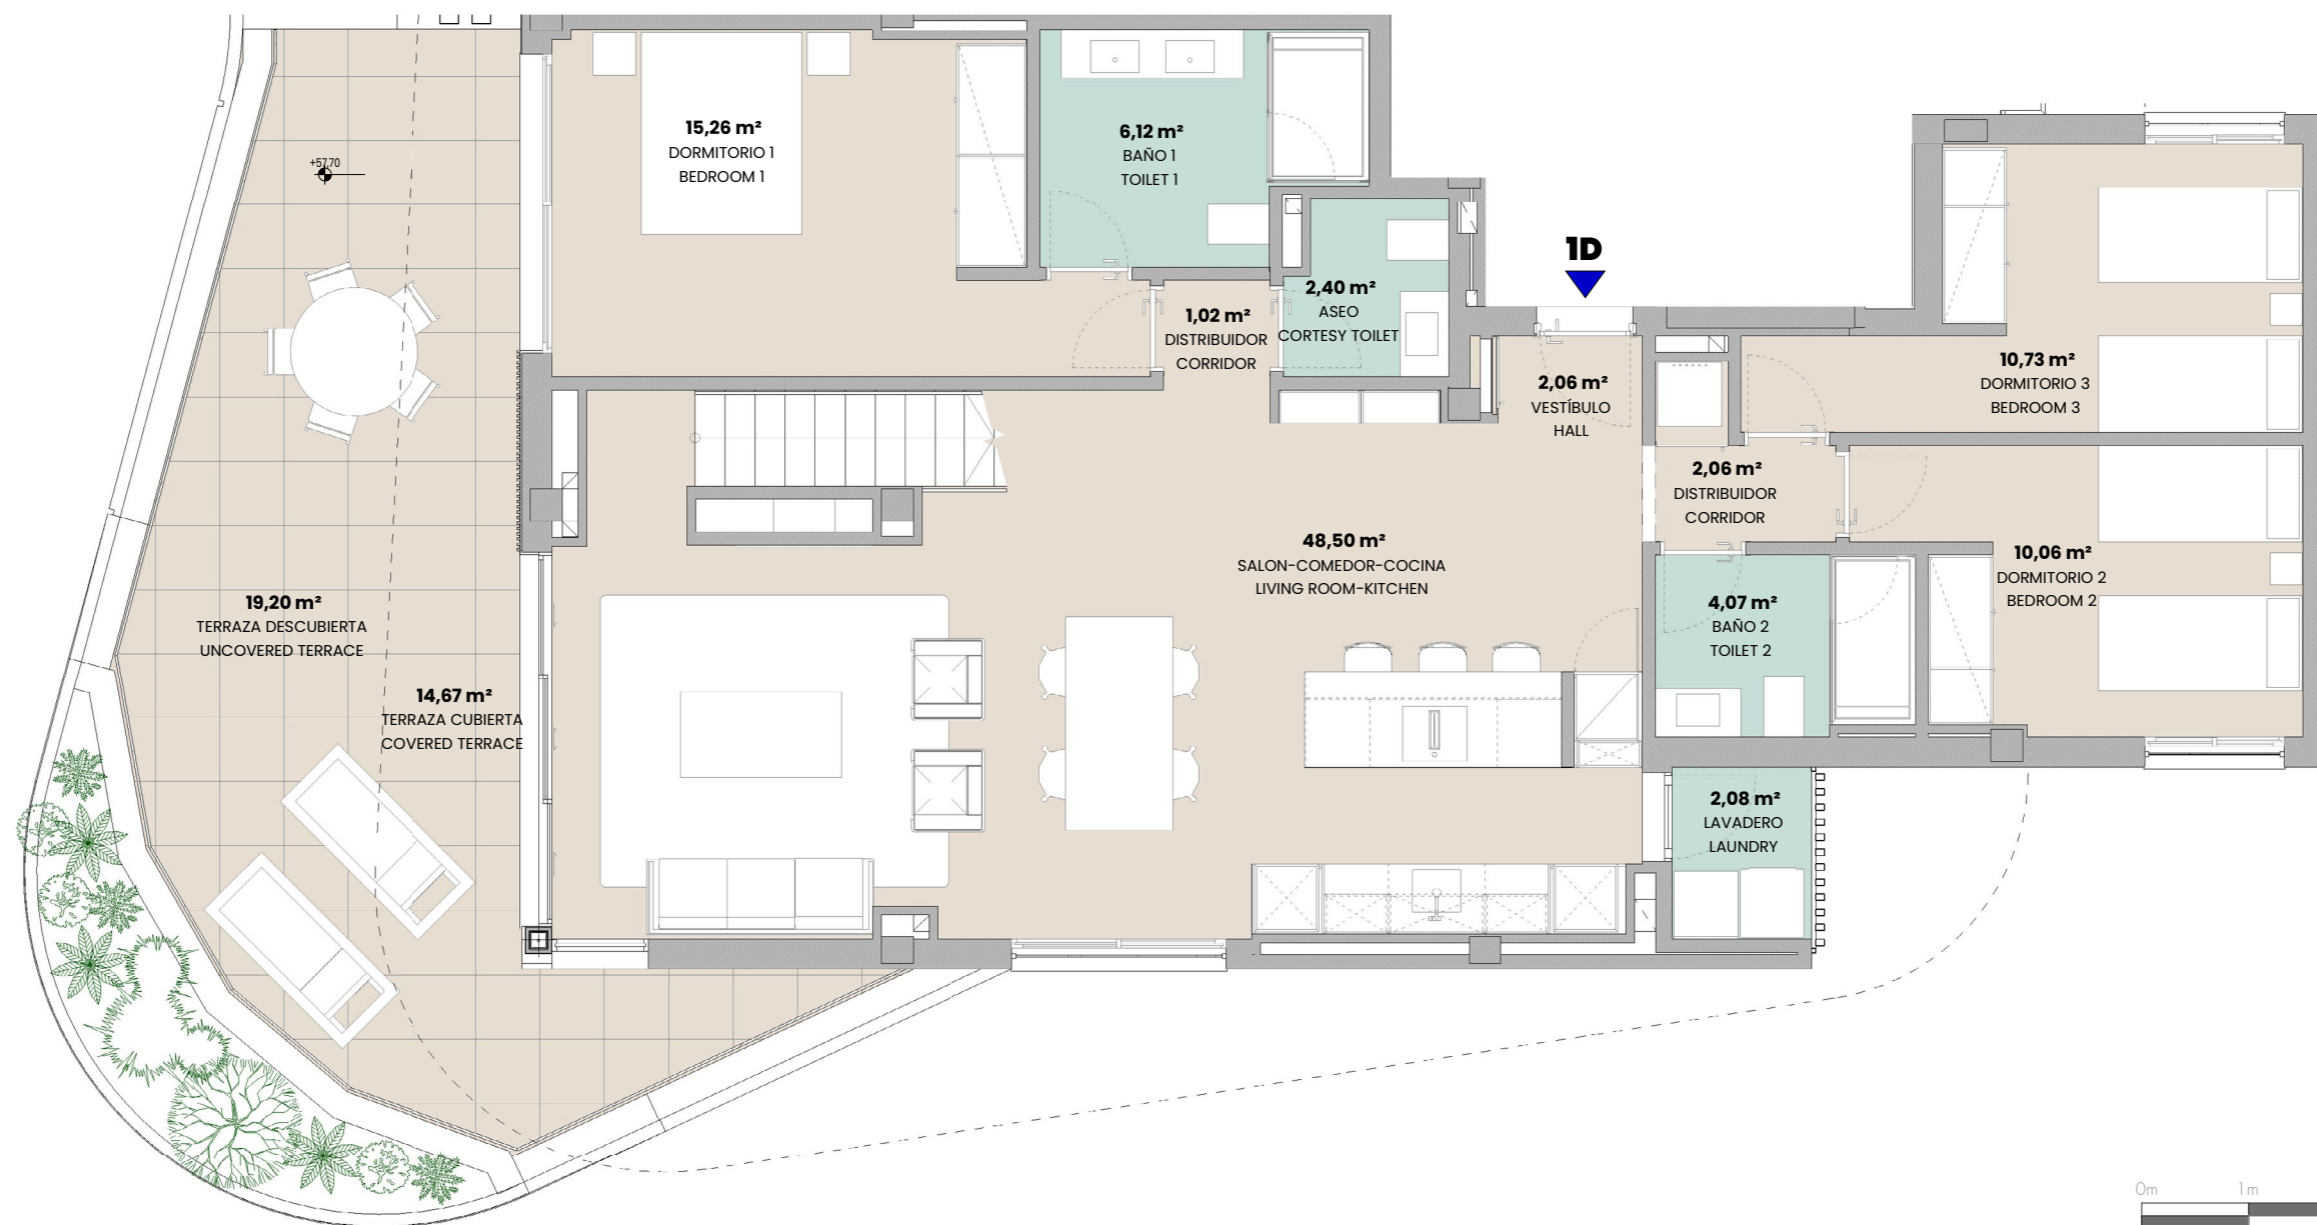 15,26 m²
DORMITORIO 1
BEDROOM 1
6,12 m²
BAÑO 1
TOILET 1
+57,70
1D
2,40 m²
ASEO
CORTESY TOILET
1,02 m²
DISTRIBUIDOR
CORRIDOR
2,06 m²
VESTÍBULO
HALL
10,73 m²
DORMITORIO 3
BEDROOM 3
2,06 m²
DISTRIBUIDOR
CORRIDOR
48,50 m²
SALON-COMEDOR-COCINA
LIVING ROOM-KITCHEN
10,06 m²
DORMITORIO 2
BEDROOM 2
4,07 m²
BAÑO 2
TOILET 2
19,20 m²
TERRAZA DESCUBIERTA
UNCOVERED TERRACE
14,67 m²
TERRAZA CUBIERTA
COVERED TERRACE
2,08 m²
LAVADERO
LAUNDRY
0m 1m